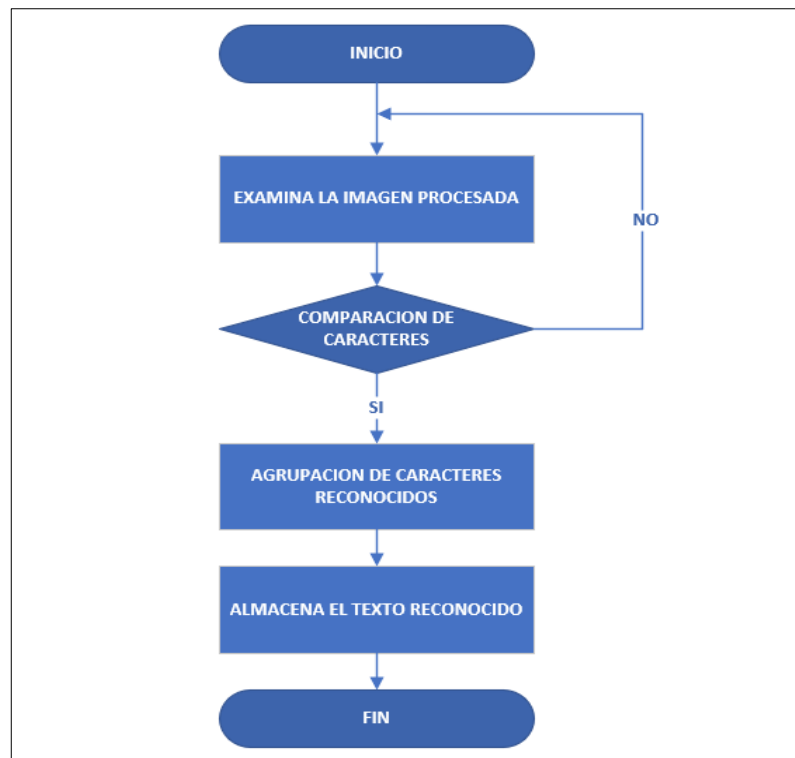 INICIO
EXAMINA LA IMAGEN PROCESADA
NO
COMPARACION DE
CARACTERES
SI
AGRUPACION DE CARACTERES
RECONOCIDOS
ALMACENA EL TEXTO RECONOCIDO
FIN